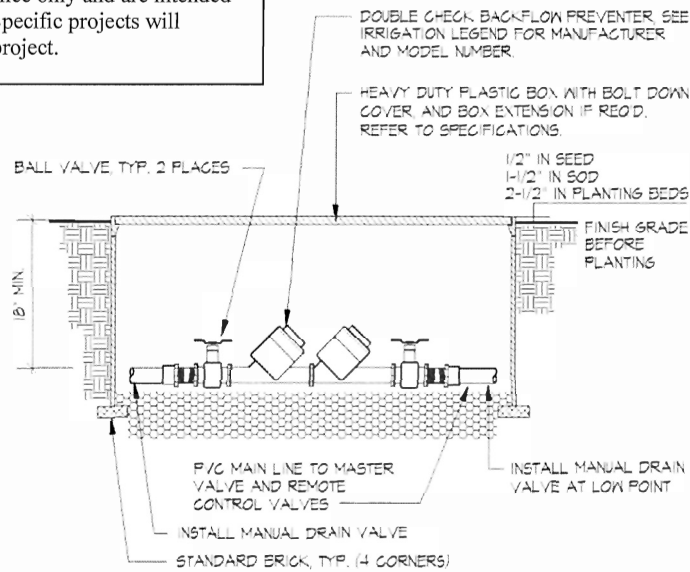 nce only and are intended
Specific projects will
project.
DOUBLE CHECK BACKFLOW PREVENTER, SEE
IRRIGATION LEGEND FOR MANUFACTURER
AND MODEL NUMBER.
HEAVY DUTY PLASTIC BOX WITH BOLT DOWN
COVER, AND BOX EXTENSION IF REQ'D.
REFER TO SPECIFICATIONS.
1/2" IN SEED
1-1/2" IN SOD
2-1/2" IN PLANTING BEDS
BALL VALVE, TYP. 2 PLACES
FINISH GRADE
BEFORE
PLANTING
18" MIN.
PVC MAIN LINE TO MASTER
VALVE AND REMOTE
CONTROL VALVES
INSTALL MANUAL DRAIN
VALVE AT LOW POINT
INSTALL MANUAL DRAIN VALVE
STANDARD BRICK, TYP. (4 CORNERS)